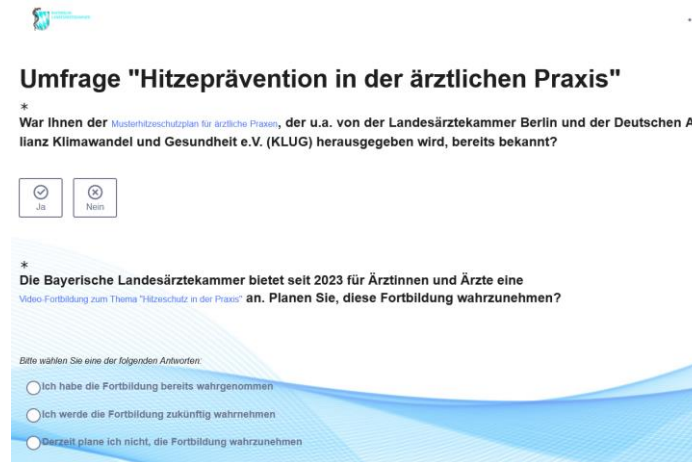 Umfrage "Hitzeprävention in der ärztlichen Praxis"
*
War Ihnen der Musterhitzeschutzplan für ärztliche Praxen, der u.a. von der Landesärztekammer Berlin und der Deutschen A
lianz Klimawandel und Gesundheit e.V. (KLUG) herausgegeben wird, bereits bekannt?
Ja
Nein
*
Die Bayerische Landesärztekammer bietet seit 2023 für Ärztinnen und Ärzte eine
Video-Fortbildung zum Thema "Hitzeschutz in der Praxis" an. Planen Sie, diese Fortbildung wahrzunehmen?
Bitte wählen Sie eine der folgenden Antworten:
Ich habe die Fortbildung bereits wahrgenommen
Ich werde die Fortbildung zukünftig wahrnehmen
Derzeit plane ich nicht, die Fortbildung wahrzunehmen